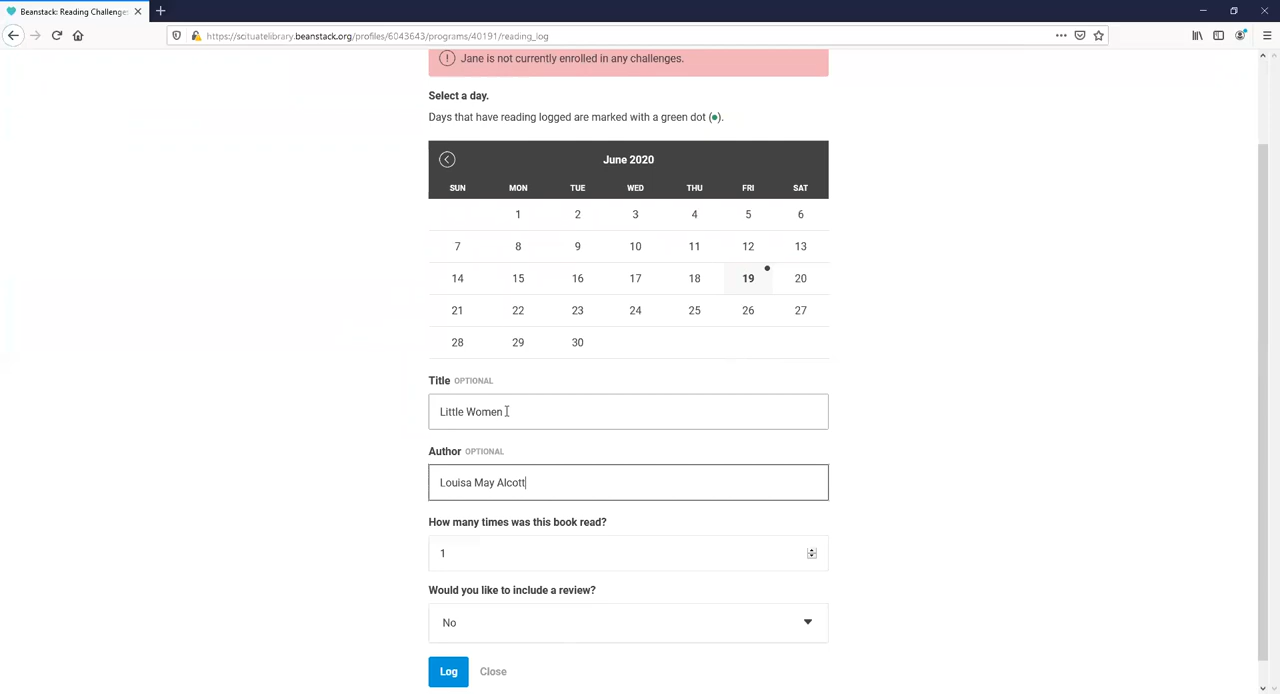 Beanstack: Reading Challenges
https://scituatelibrary.beanstack.org/profiles/6043643/programs/40191/reading_log
Jane is not currently enrolled in any challenges.
Select a day.
Days that have reading logged are marked with a green dot (●).
June 2020
SUN MON TUE WED THU FRI SAT
1 2 3 4 5 6
7 8 9 10 11 12 13
14 15 16 17 18 19 20
21 22 23 24 25 26 27
28 29 30
Title OPTIONAL
Little Women
Author OPTIONAL
Louisa May Alcott
How many times was this book read?
1
Would you like to include a review?
No
Log Close